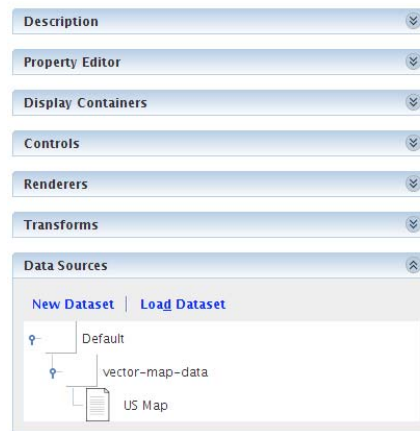 Description
Property Editor
Display Containers
Controls
Renderers
Transforms
Data Sources
New Dataset | Load Dataset
Default
vector-map-data
US Map